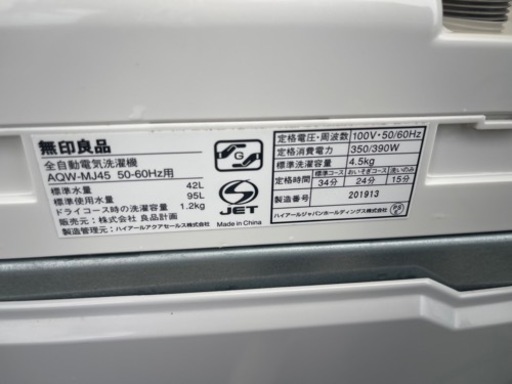 無印良品
全自動電気洗濯機
AQW-MJ45 50-60Hz用
標準水量 42L
標準使用水量 95L
ドライコース時の洗濯容量 1.2kg
販売元：株式会社 良品計画
製造管理元：ハイアールアクアセールス株式会社
G
S
JET
Made in China
定格電圧・周波数 100V・50/60Hz
定格消費電力 350/390W
標準洗濯容量 4.5kg
定格時間 標準コース おいそぎコース 洗いのみ
34分 24分 15分
製造番号 201913
ハイアールジャパンホールディングス株式会社
PS
E